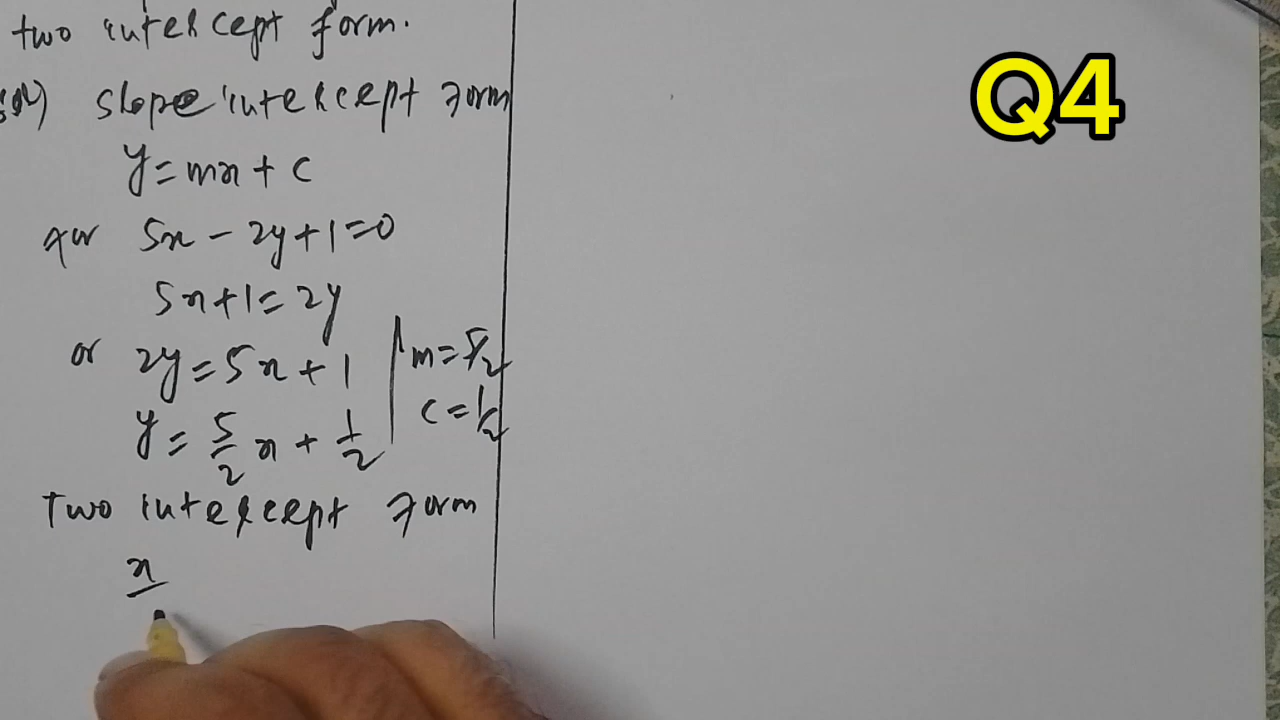 two intercept form.
Sol) slope intercept form
y = mx + c
for 5x - 2y + 1 = 0
5x + 1 = 2y
or 2y = 5x + 1
m = 5/2
y = 5/2 x + 1/2
c = 1/2
Two intercept form
x
Q4